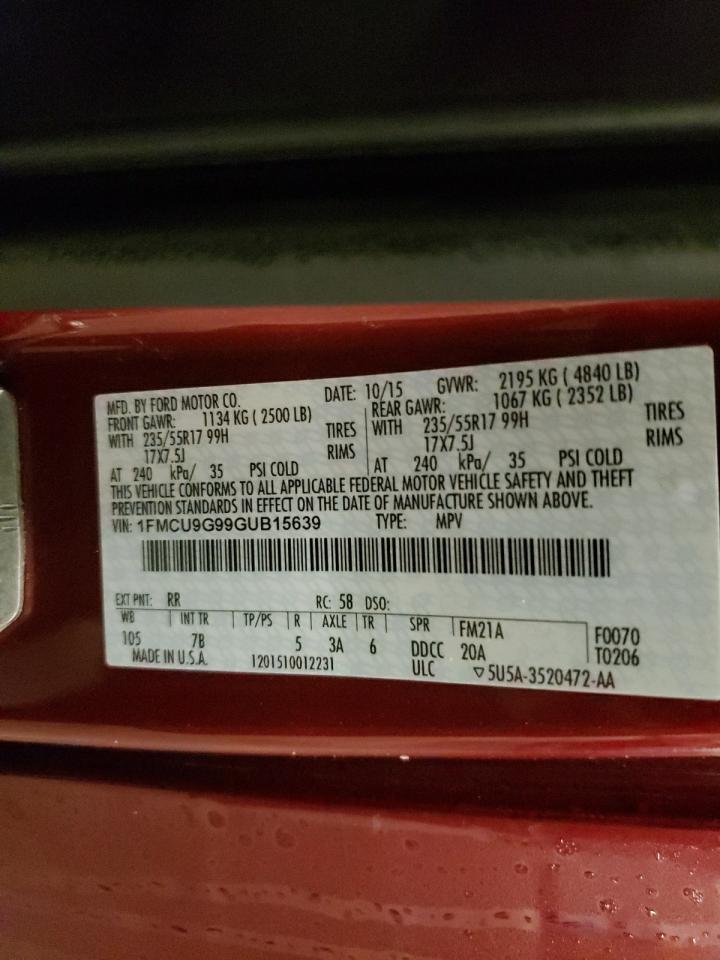 MFD. BY FORD MOTOR CO. DATE: 10/15 GVWR: 2195 KG ( 4840 LB)
FRONT GAWR: 1134 KG ( 2500 LB) REAR GAWR: 1067 KG ( 2352 LB)
WITH 235/55R17 99H TIRES WITH 235/55R17 99H TIRES
17X7.5J RIMS 17X7.5J RIMS
AT 240 kPa/ 35 PSI COLD AT 240 kPa/ 35 PSI COLD
THIS VEHICLE CONFORMS TO ALL APPLICABLE FEDERAL MOTOR VEHICLE SAFETY AND THEFT
PREVENTION STANDARDS IN EFFECT ON THE DATE OF MANUFACTURE SHOWN ABOVE.
VIN: 1FMCU9G99GUB15639 TYPE: MPV
EXT PNT: RR RC: 58 DSO:
WB INT TR TP/PS R AXLE TR SPR FM21A F0070
105 7B 5 3A 6 DDCC 20A T0206
MADE IN U.S.A. 1201510012231 ULC ▽5U5A-3520472-AA